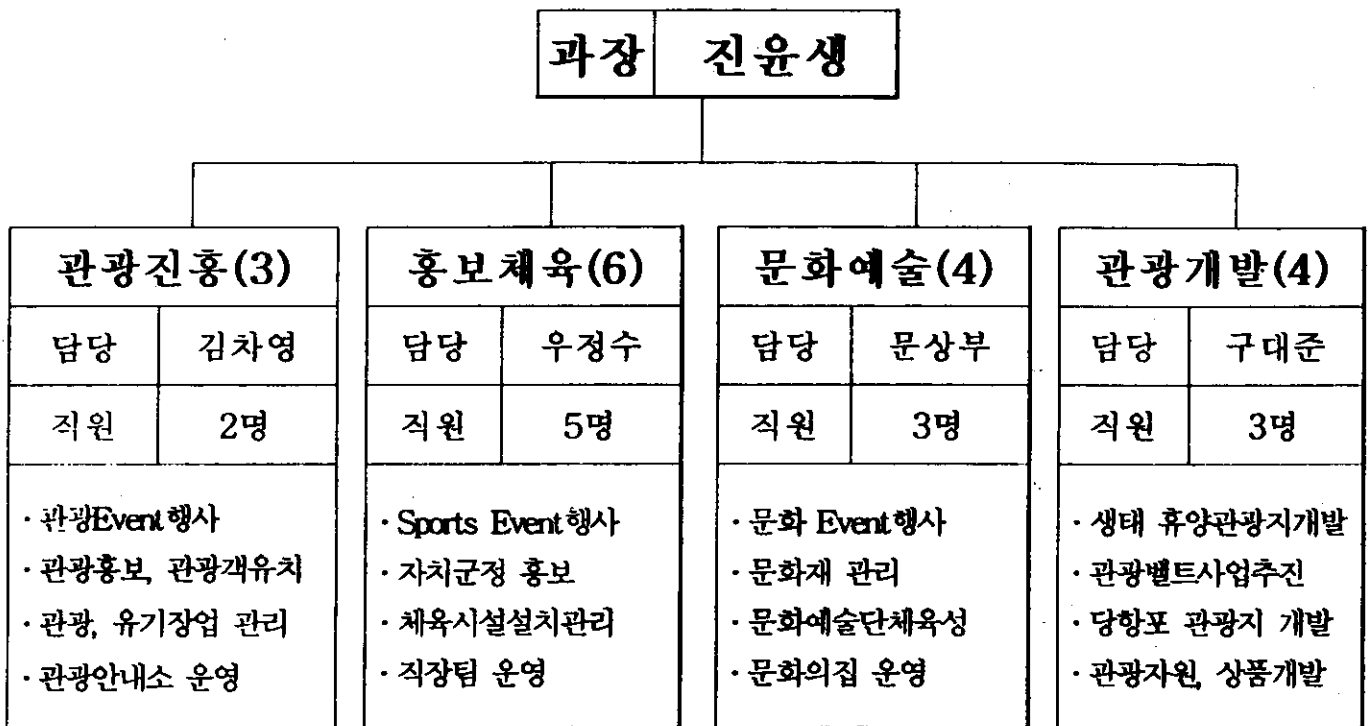 과장 진윤생
관광진흥(3)
담당 김차영
직원 2명
· 관광Event행사
· 관광홍보, 관광객유치
· 관광, 유기장업 관리
· 관광안내소 운영
홍보체육(6)
담당 우정수
직원 5명
· Sports Event행사
· 자치군정 홍보
· 체육시설설치관리
· 직장팀 운영
문화예술(4)
담당 문상부
직원 3명
· 문화 Event행사
· 문화재 관리
· 문화예술단체육성
· 문화의집 운영
관광개발(4)
담당 구대준
직원 3명
· 생태 휴양관광지개발
· 관광벨트사업추진
· 당항포 관광지 개발
· 관광자원, 상품개발